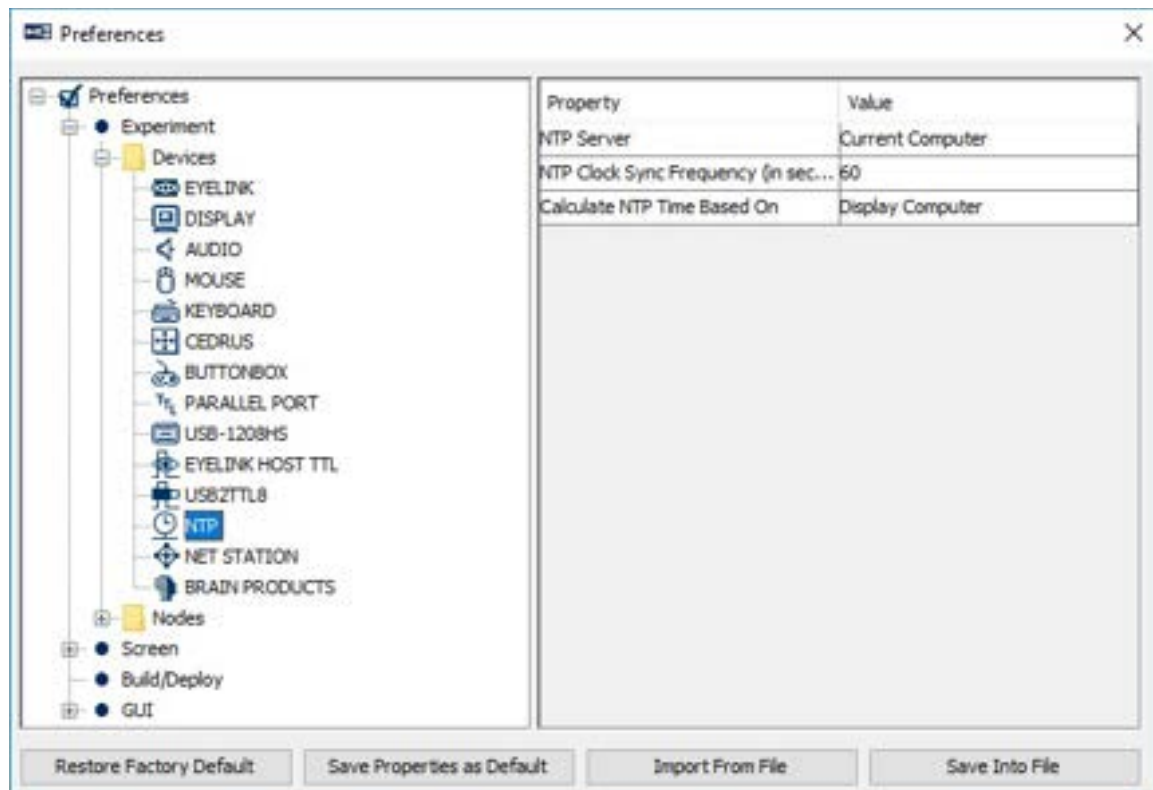 Preferences
Preferences
Experiment
Devices
EYELINK
DISPLAY
AUDIO
MOUSE
KEYBOARD
CEDRUS
BUTTONBOX
PARALLEL PORT
USB-1208HS
EYELINK HOST TTL
USB2TTL8
NTP
NET STATION
BRAIN PRODUCTS
Nodes
Screen
Build/Deploy
GUI
Property Value
NTP Server Current Computer
NTP Clock Sync Frequency (in sec... 60
Calculate NTP Time Based On Display Computer
Restore Factory Default Save Properties as Default Import From File Save Into File